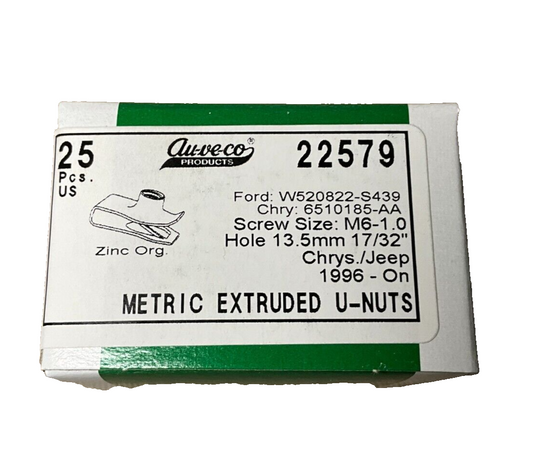 25
Pcs.
US
au-ve-co®
PRODUCTS
22579
Ford: W520822-S439
Chry: 6510185-AA
Screw Size: M6-1.0
Hole 13.5mm 17/32"
Chrys./Jeep
1996 - On
Zinc Org.
METRIC EXTRUDED U-NUTS